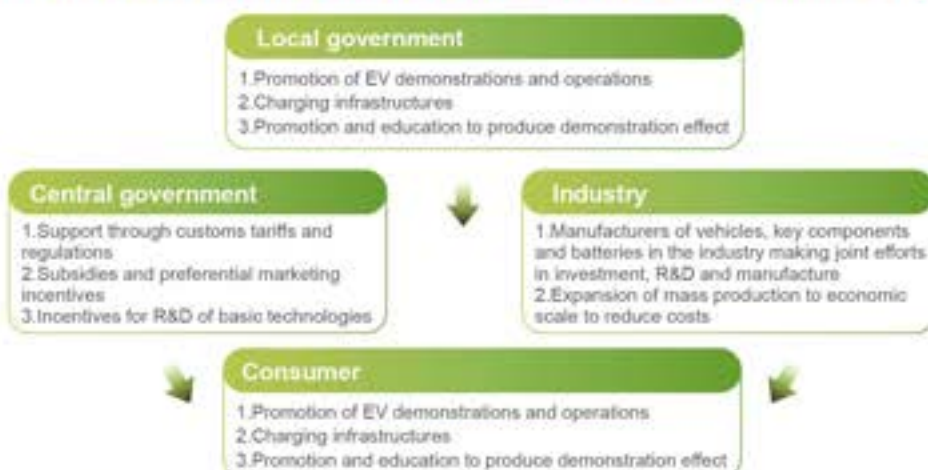 Local government
1.Promotion of EV demonstrations and operations
2.Charging infrastructures
3.Promotion and education to produce demonstration effect
Central government
1.Support through customs tariffs and
regulations
2.Subsidies and preferential marketing
incentives
3.Incentives for R&D of basic technologies
Industry
1.Manufacturers of vehicles, key components
and batteries in the industry making joint efforts
in investment, R&D and manufacture
2.Expansion of mass production to economic
scale to reduce costs
Consumer
1.Promotion of EV demonstrations and operations
2.Charging infrastructures
3.Promotion and education to produce demonstration effect